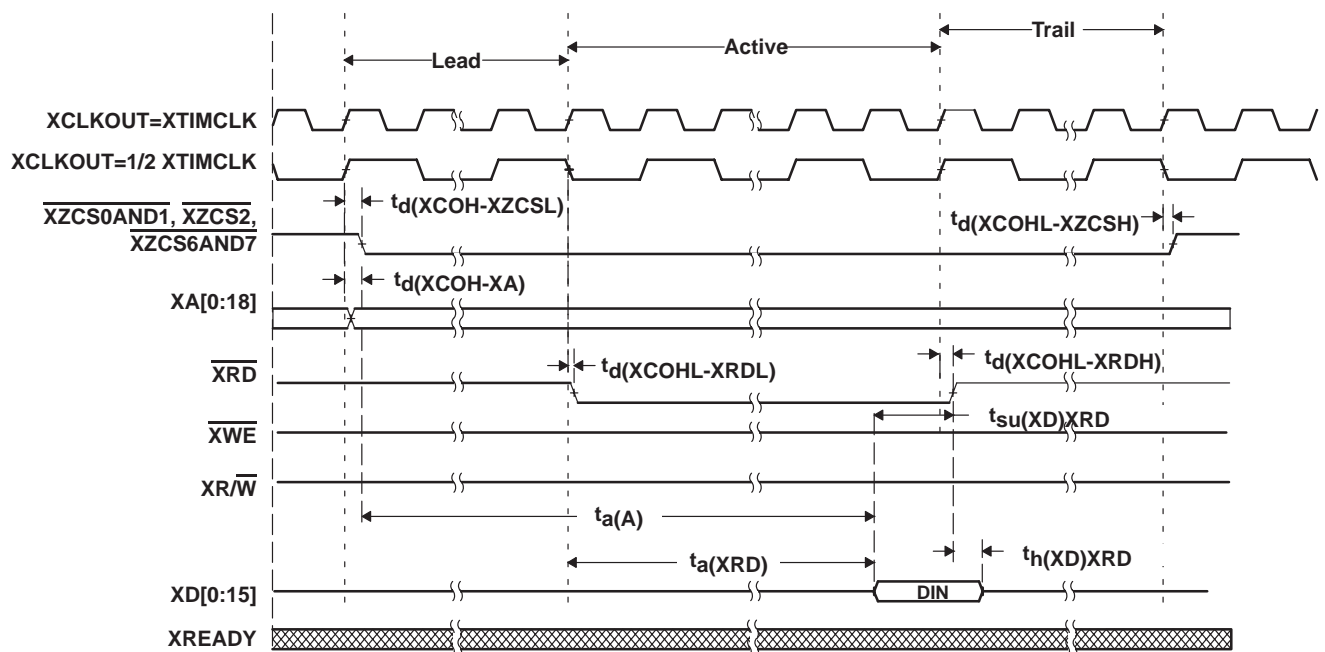 Trail
Active
Lead
XCLKOUT=XTIMCLK
XCLKOUT=1/2 XTIMCLK
td(XCOH-XZCSL)
XZCS0AND1, XZCS2,
XZCS6AND7
td(XCOHL-XZCSH)
td(XCOH-XA)
XA[0:18]
XRD
td(XCOHL-XRDL)
td(XCOHL-XRDH)
tsu(XD)XRD
XWE
XR/W
ta(A)
ta(XRD)
th(XD)XRD
XD[0:15]
DIN
XREADY